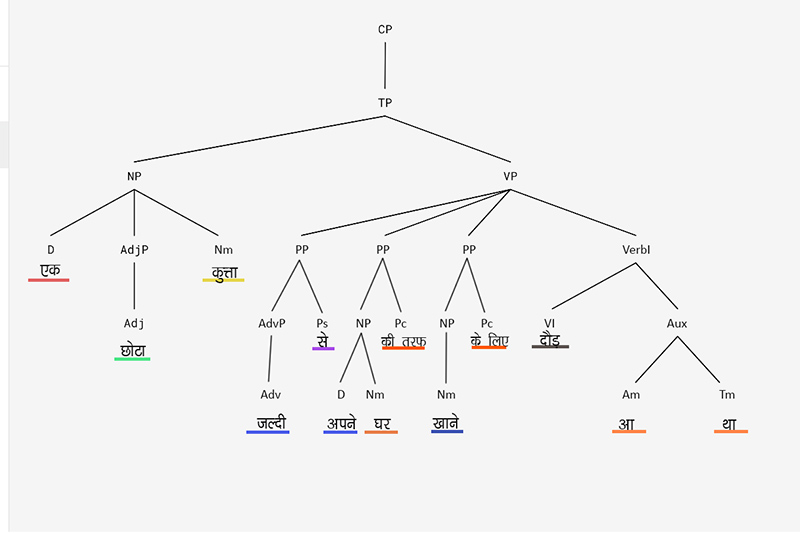 CP
TP
NP VP
D AdjP Nm PP PP PP VerbI
एक कुत्ता
Adj AdvP Ps NP Pc NP Pc VI Aux
छोटा से की तरफ के लिए दौड़
Adv D Nm Nm Am Tm
जल्दी अपने घर खाने आ था